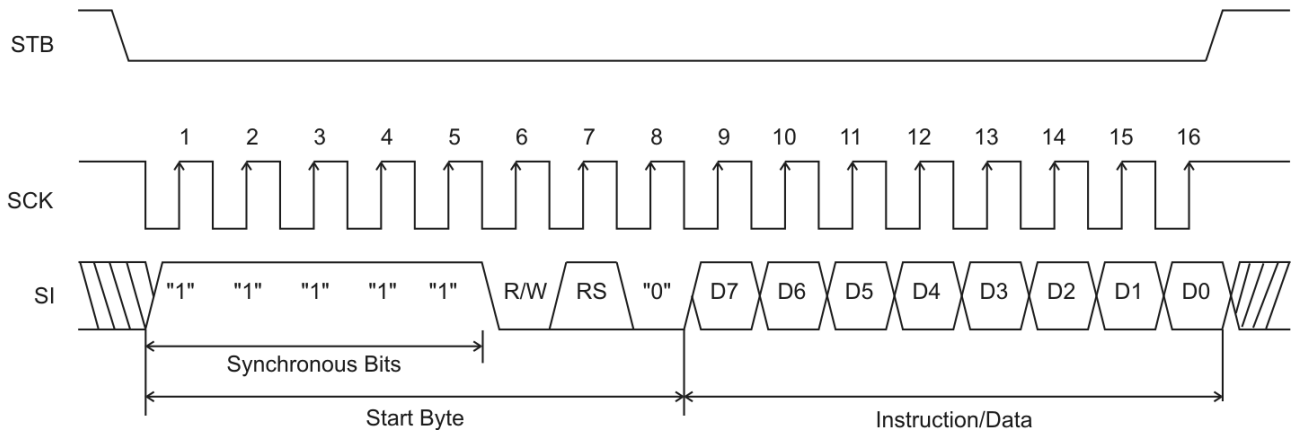 STB
1 2 3 4 5 6 7 8 9 10 11 12 13 14 15 16
SCK
SI "1" "1" "1" "1" "1" R/W RS "0" D7 D6 D5 D4 D3 D2 D1 D0
Synchronous Bits
Start Byte Instruction/Data